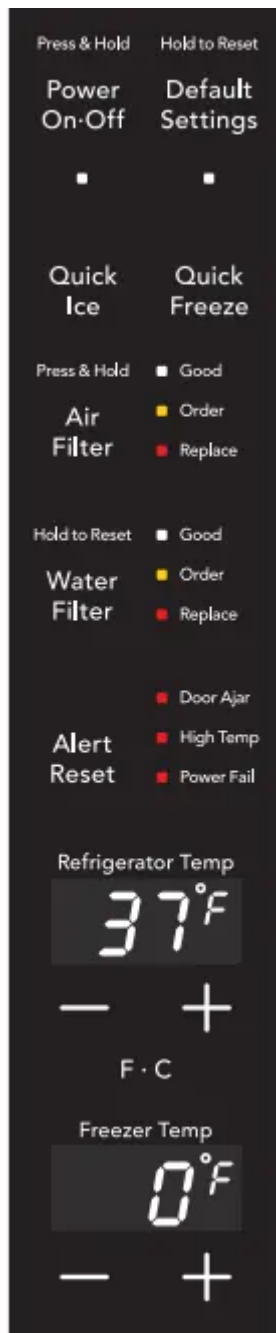 Press & Hold Hold to Reset
Power Default
On·Off Settings
Quick Quick
Ice Freeze
Press & Hold Good
Air Order
Filter Replace
Hold to Reset Good
Water Order
Filter Replace
Door Ajar
Alert High Temp
Reset Power Fail
Refrigerator Temp
37°F
− +
F · C
Freezer Temp
0°F
− +